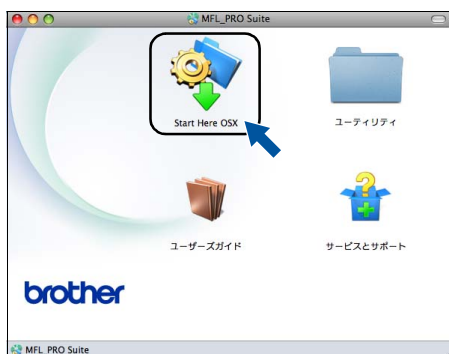 MFL_PRO Suite
Start Here OSX
ユーティリティ
ユーザーズガイド
サービスとサポート
brother
MFL_PRO Suite